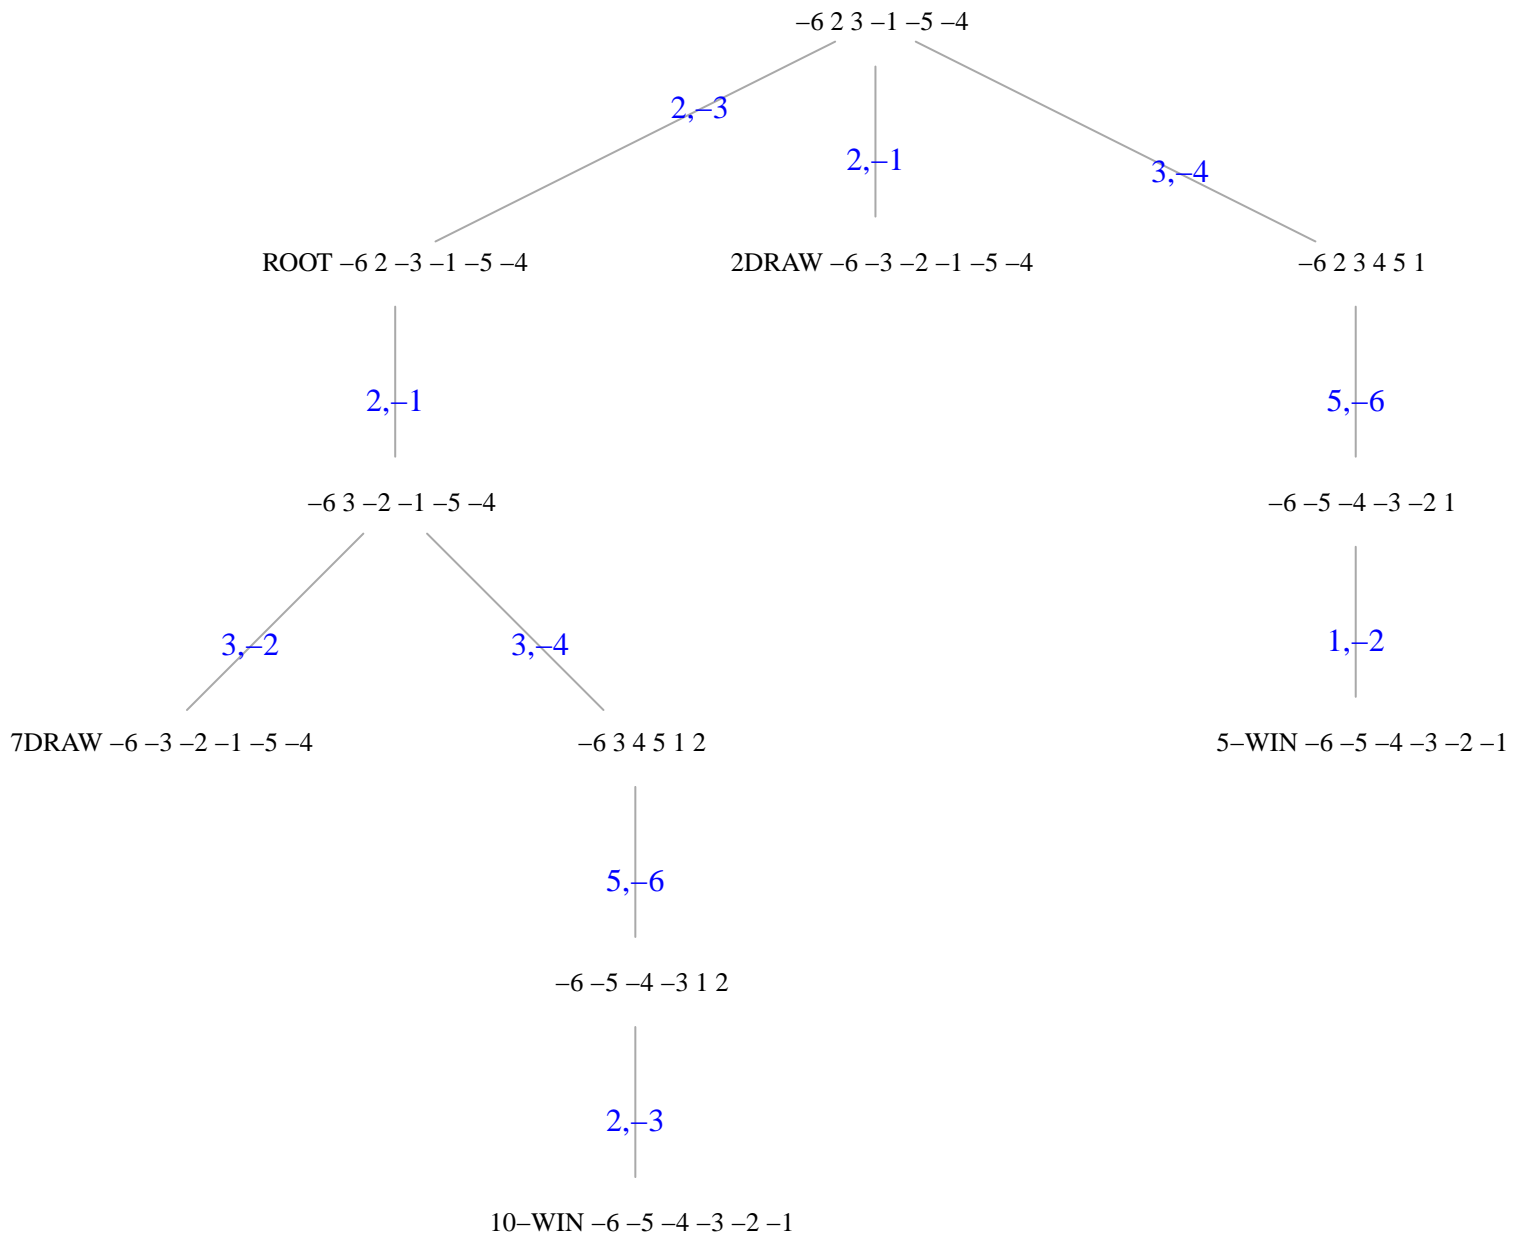 –6 2 3 –1 –5 –4
2,–3
2,–1
3,–4
ROOT –6 2 –3 –1 –5 –4
2DRAW –6 –3 –2 –1 –5 –4
–6 2 3 4 5 1
2,–1
5,–6
–6 3 –2 –1 –5 –4
–6 –5 –4 –3 –2 1
3,–2
3,–4
1,–2
7DRAW –6 –3 –2 –1 –5 –4
–6 3 4 5 1 2
5–WIN –6 –5 –4 –3 –2 –1
5,–6
–6 –5 –4 –3 1 2
2,–3
10–WIN –6 –5 –4 –3 –2 –1